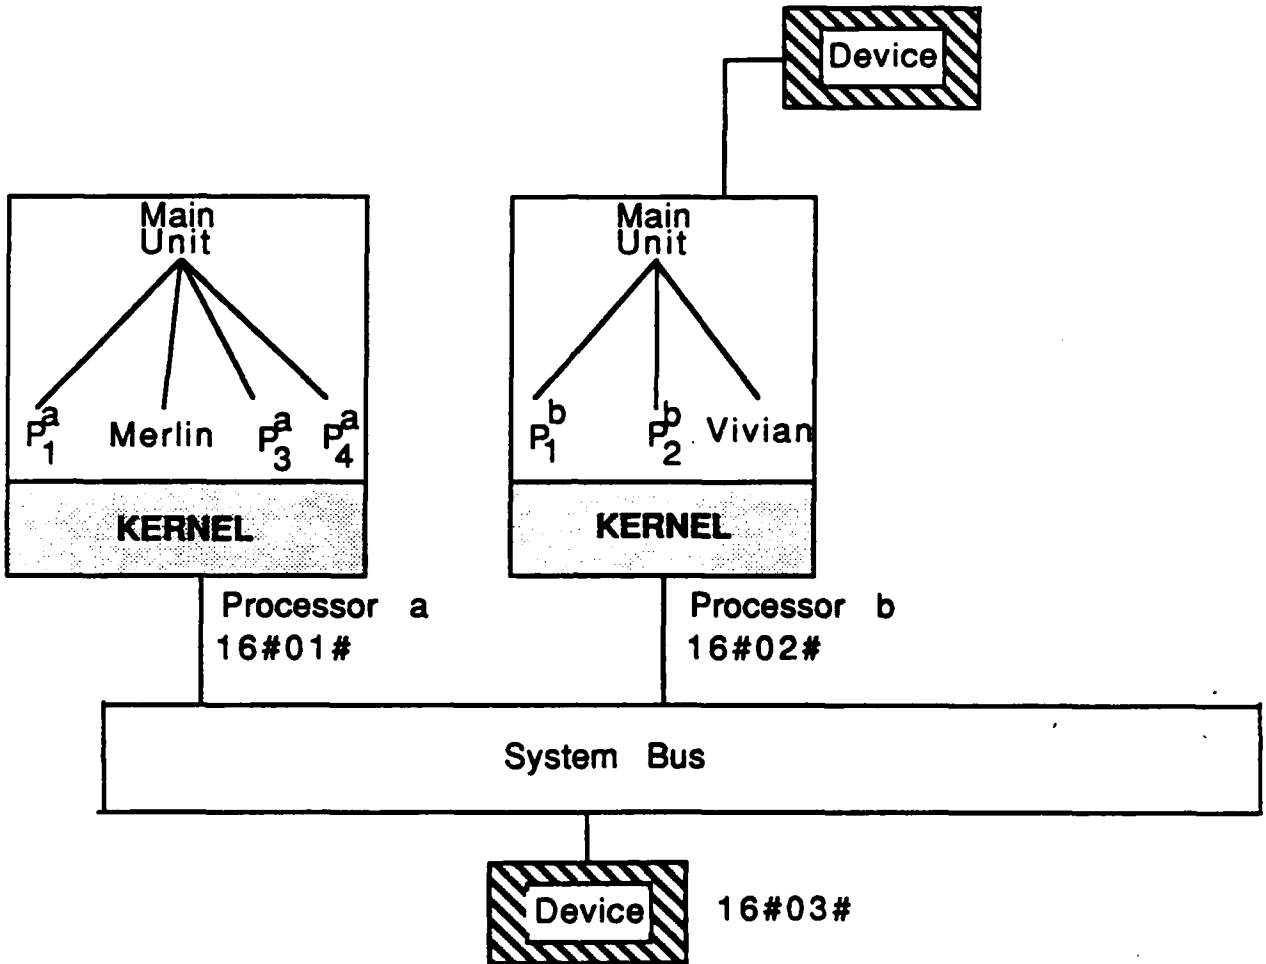 Device
Main
Unit
Main
Unit
P₁ᵃ Merlin P₃ᵃ P₄ᵃ
P₁ᵇ P₂ᵇ Vivian
KERNEL
KERNEL
Processor a
16#01#
Processor b
16#02#
System Bus
Device
16#03#